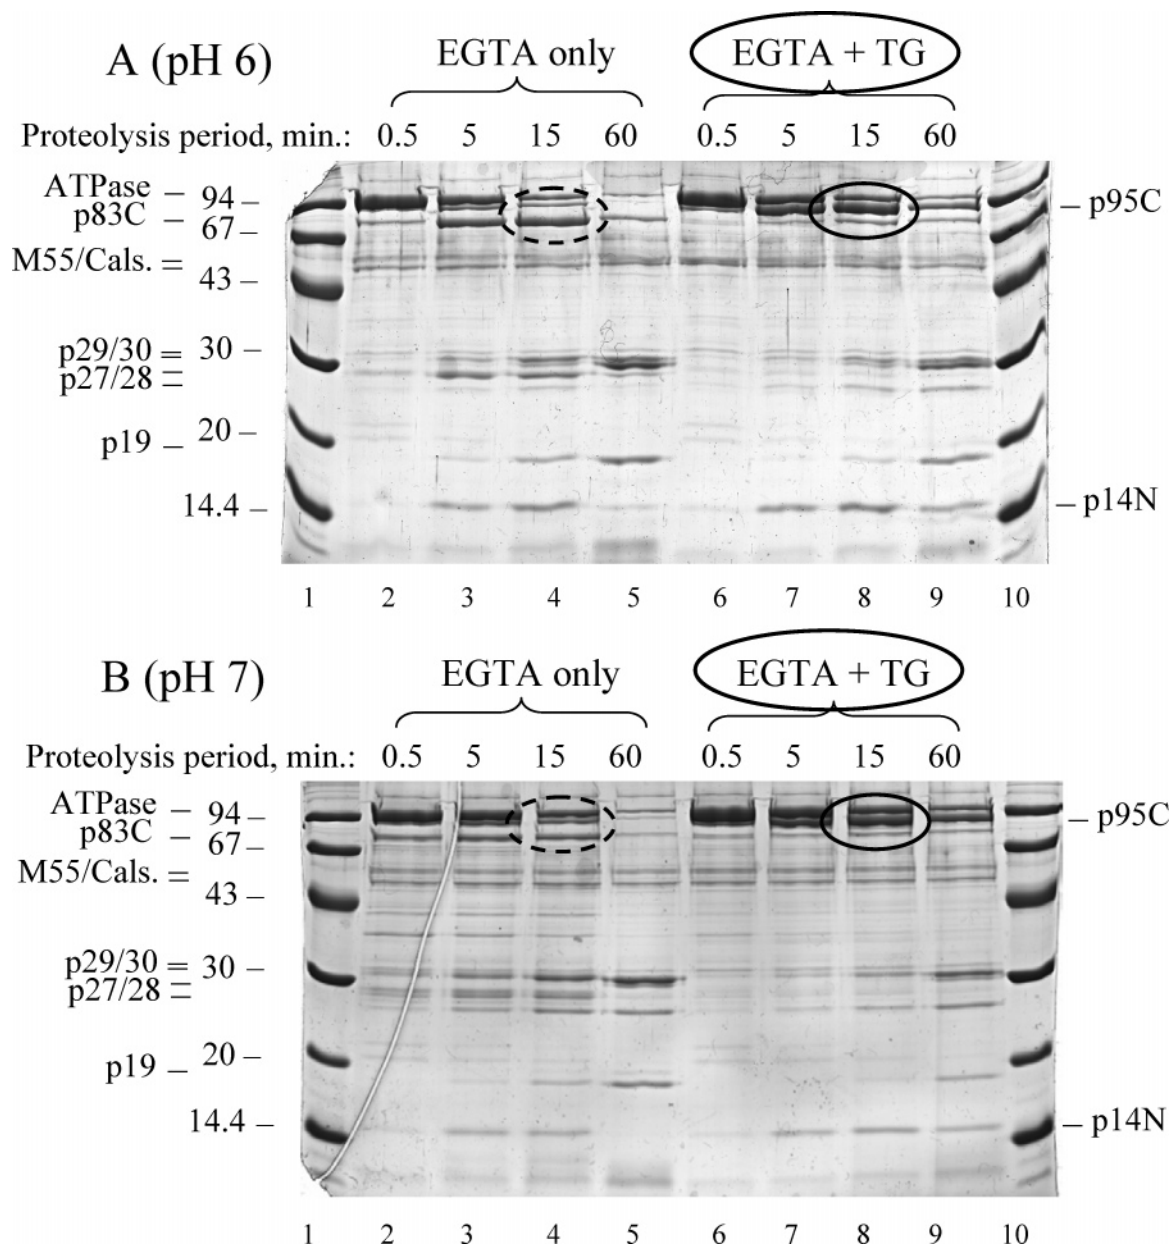 A (pH 6)
EGTA only
EGTA + TG
Proteolysis period, min.: 0.5 5 15 60 0.5 5 15 60
ATPase – 94 –
p83C – 67 –
– p95C
M55/Cals. =
43 –
p29/30 = 30 –
p27/28 =
p19 – 20 –
14.4 –
– p14N
1 2 3 4 5 6 7 8 9 10
B (pH 7)
EGTA only
EGTA + TG
Proteolysis period, min.: 0.5 5 15 60 0.5 5 15 60
ATPase – 94 –
– p95C
p83C – 67 –
M55/Cals. =
43 –
p29/30 = 30 –
p27/28 =
20 –
p19 –
14.4 –
– p14N
1 2 3 4 5 6 7 8 9 10